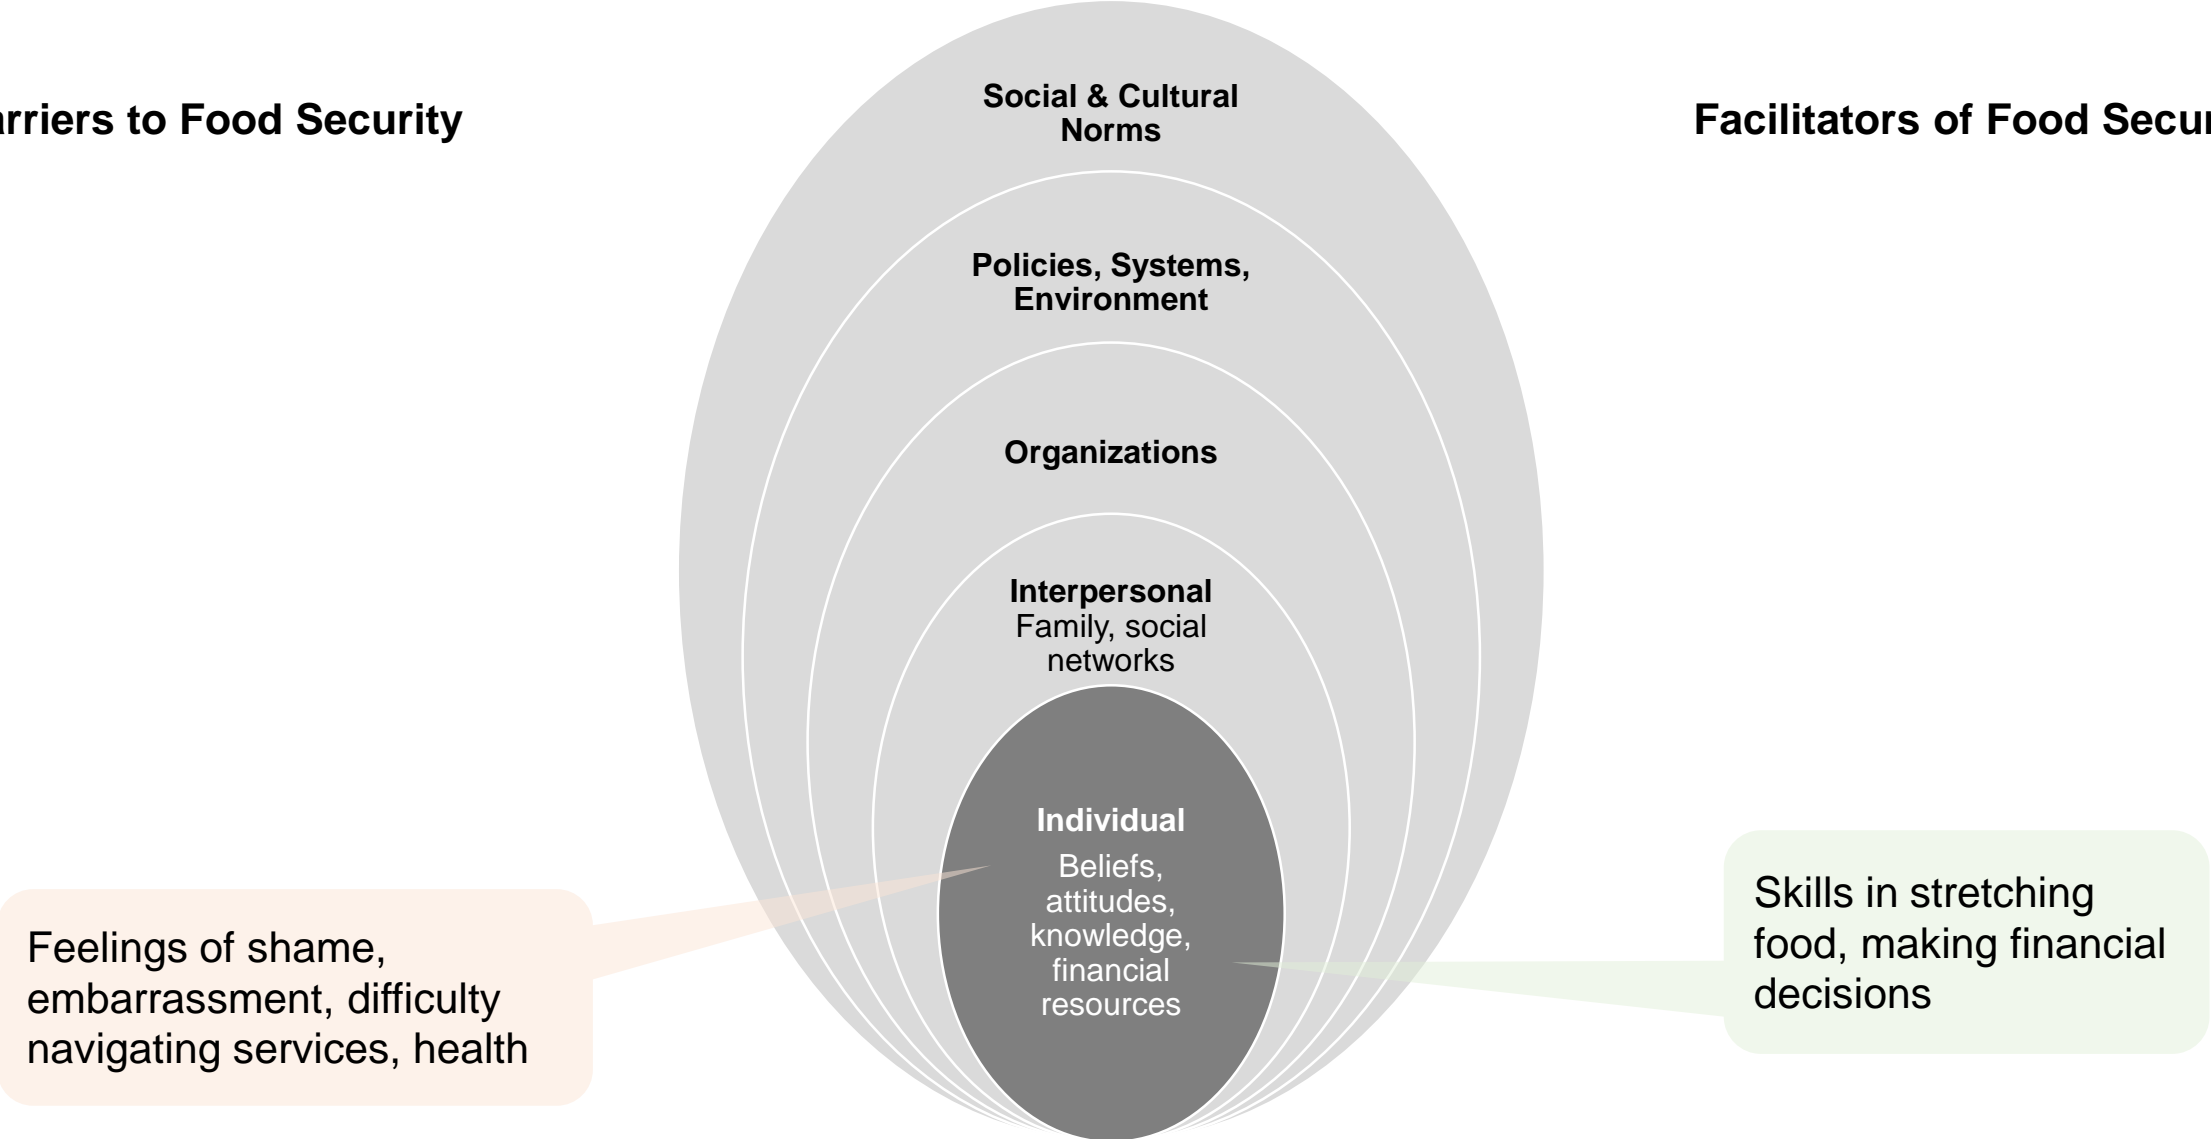 arriers to Food Security
Facilitators of Food Secur
Social & Cultural
Norms
Policies, Systems,
Environment
Organizations
Interpersonal
Family, social
networks
Individual
Beliefs,
attitudes,
knowledge,
financial
resources
Feelings of shame,
embarrassment, difficulty
navigating services, health
Skills in stretching
food, making financial
decisions